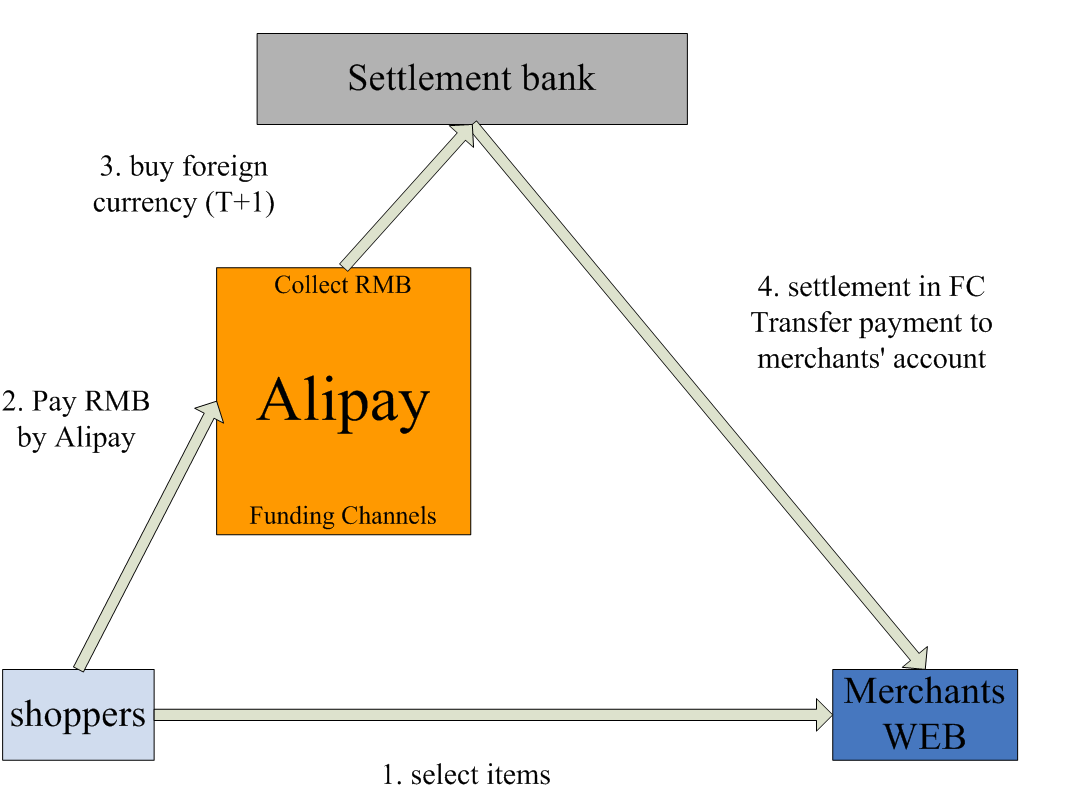 Settlement bank
3. buy foreign
currency (T+1)
Collect RMB
4. settlement in FC
Transfer payment to
merchants' account
Alipay
2. Pay RMB
by Alipay
Funding Channels
shoppers
Merchants
WEB
1. select items